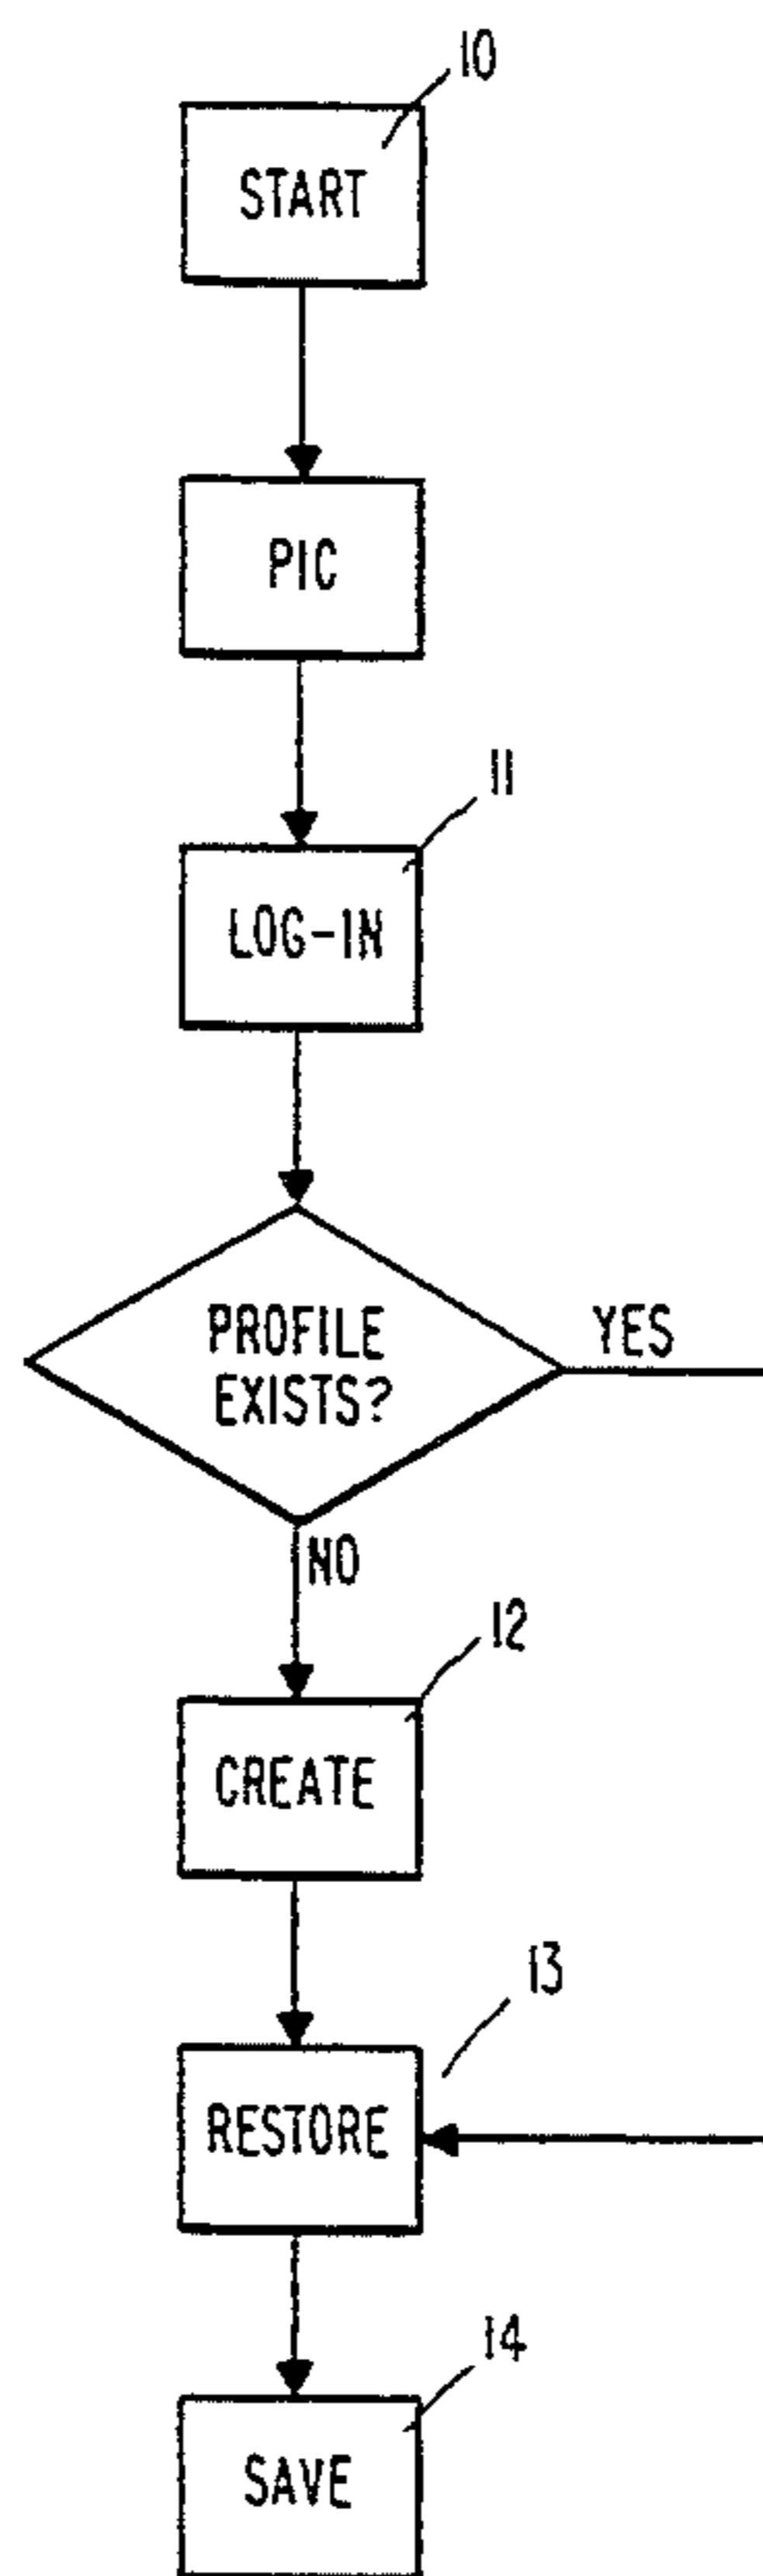 10
START
PIC
11
LOG-IN
PROFILE
EXISTS?
YES
NO
12
CREATE
13
RESTORE
14
SAVE